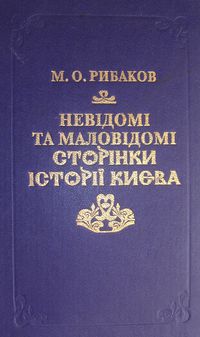 М. О. РИБАКОВ
НЕВІДОМІ
ТА МАЛОВІДОМІ
СТОРІНКИ
ІСТОРІЇ КИЄВА